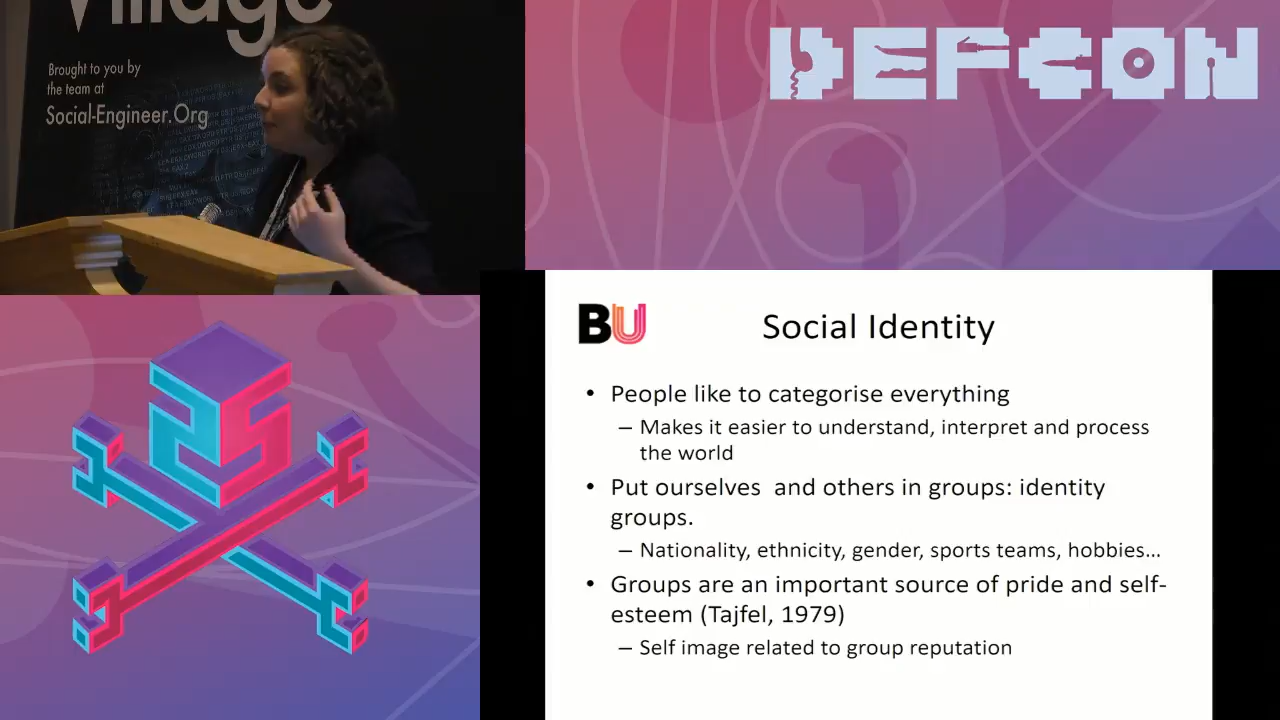 Village
Brought to you by
the team at
Social-Engineer.Org
DEFCON
BU
Social Identity
• People like to categorise everything
– Makes it easier to understand, interpret and process
the world
• Put ourselves  and others in groups: identity
groups.
– Nationality, ethnicity, gender, sports teams, hobbies...
• Groups are an important source of pride and self-
esteem (Tajfel, 1979)
– Self image related to group reputation
25